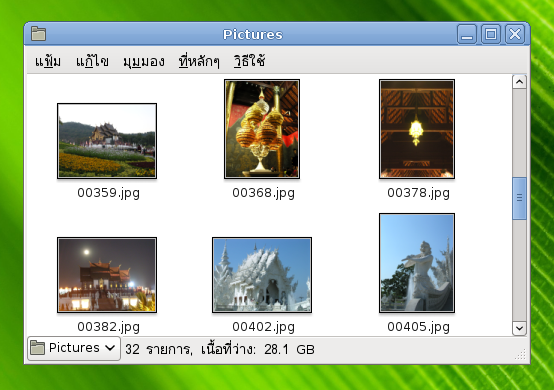 Pictures
แฟ้ม แก้ไข มุมมอง ที่หลักๆ วิธีใช้
00359.jpg 00368.jpg 00378.jpg
00382.jpg 00402.jpg 00405.jpg
Pictures 32 รายการ, เนื้อที่ว่าง: 28.1 GB